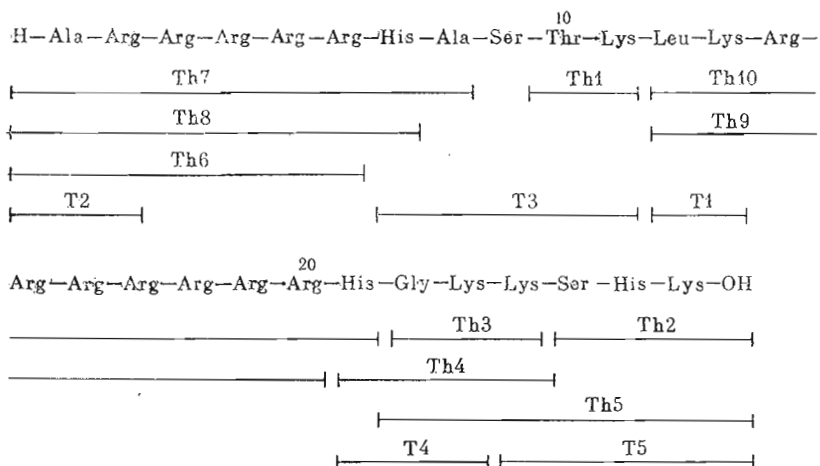 10
H—Ala—Arg—Arg—Arg—Arg—Arg—His—Ala—Ser—Thr—Lys—Leu—Lys—Arg—
Th7 Th1 Th10
Th8 Th9
Th6
T2 T3 T1
20
Arg—Arg—Arg—Arg—Arg—Arg—His—Gly—Lys—Lys—Ser—His—Lys—OH
Th3 Th2
Th4
Th5
T4 T5